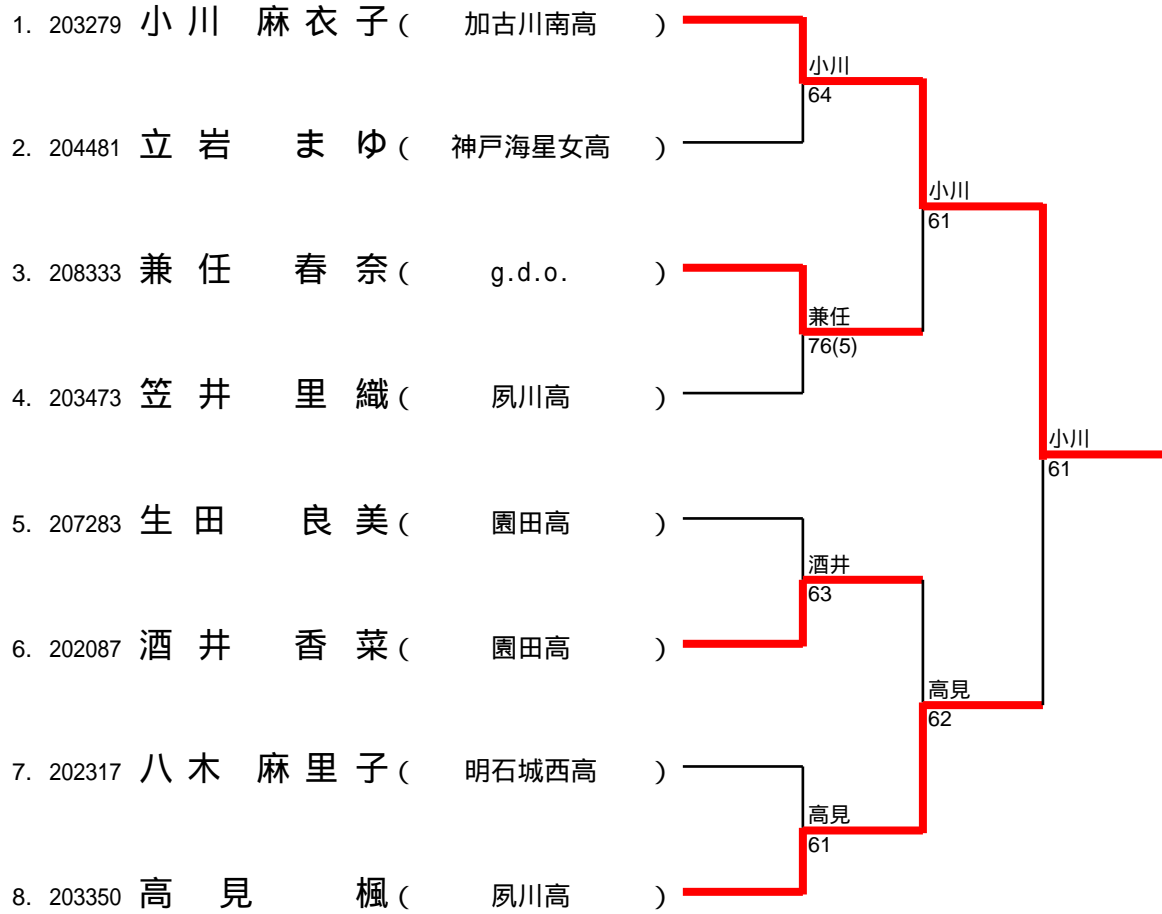 1. 203279 小川 麻衣子 ( 加古川南高 )
小川
64
2. 204481 立岩 まゆ ( 神戸海星女高 )
小川
61
3. 208333 兼任 春奈 ( g.d.o. )
兼任
76(5)
4. 203473 笠井 里織 ( 夙川高 )
小川
61
5. 207283 生田 良美 ( 園田高 )
酒井
63
6. 202087 酒井 香菜 ( 園田高 )
高見
62
7. 202317 八木 麻里子 ( 明石城西高 )
高見
61
8. 203350 高見 楓 ( 夙川高 )